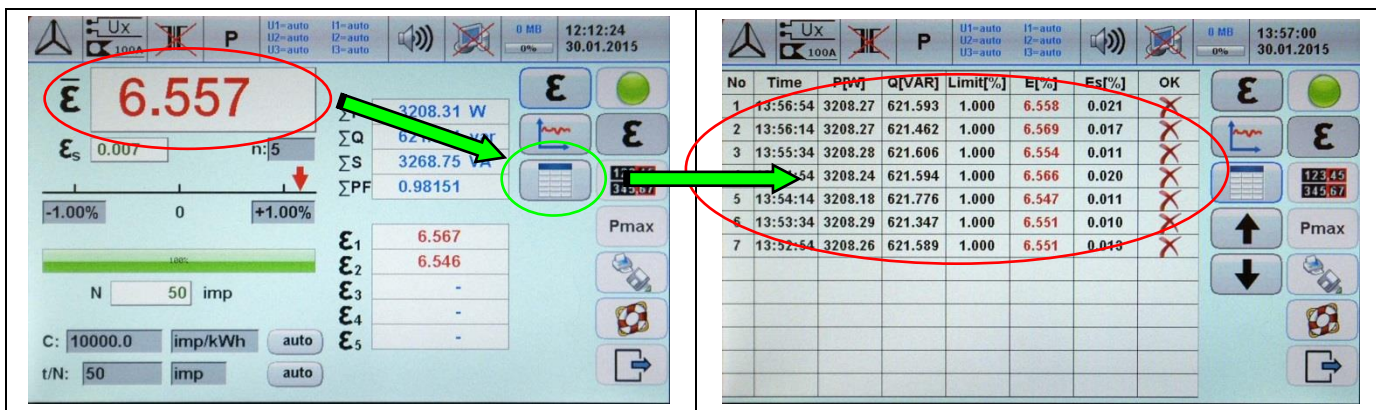 Ux
100A
P
U1=auto
U2=auto
U3=auto
I1=auto
I2=auto
I3=auto
0 MB
0%
12:12:24
30.01.2015
ε 6.557
εs 0.007 n: 5
-1.00% 0 +1.00%
100%
N 50 imp
C: 10000.0 imp/kWh auto
t/N: 50 imp auto
3208.31 W
ΣQ
ΣS 3268.75 VA
ΣPF 0.98151
ε1 6.567
ε2 6.546
ε3 -
ε4 -
ε5 -
ε
ε
Pmax
Ux
100A
P
U1=auto
U2=auto
U3=auto
I1=auto
I2=auto
I3=auto
0 MB
0%
13:57:00
30.01.2015
No Time P[W] Q[VAR] Limit[%] E[%] Es[%] OK
1 13:56:54 3208.27 621.593 1.000 6.558 0.021
2 13:56:14 3208.27 621.462 1.000 6.569 0.017
3 13:55:34 3208.28 621.606 1.000 6.554 0.011
3208.24 621.594 1.000 6.566 0.020
5 13:54:14 3208.18 621.776 1.000 6.547 0.011
6 13:53:34 3208.29 621.347 1.000 6.551 0.010
7 13:52:54 3208.26 621.589 1.000 6.551 0.013
ε
ε
123,45
345,67
Pmax